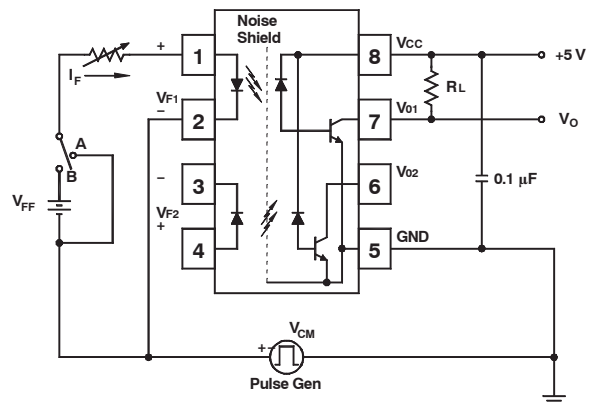 Noise
Shield
+
1
8
VCC
+5 V
IF
RL
VF1
–
2
7
V01
VO
A
B
–
3
6
V02
VFF
0.1 μF
VF2
+
4
5
GND
VCM
+ –
Pulse Gen